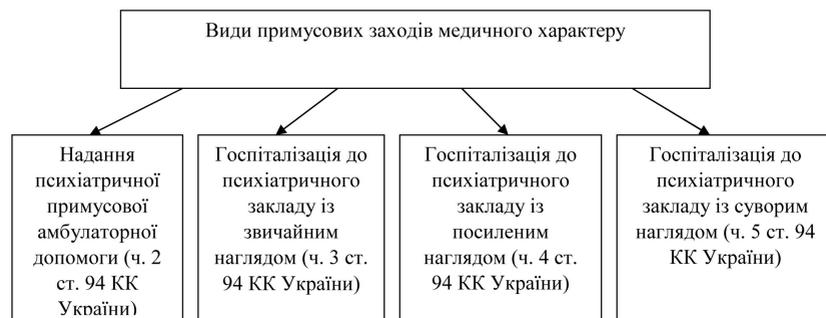 Види примусових заходів медичного характеру
Надання
психіатричної
примусової
амбулаторної
допомоги (ч. 2
ст. 94 КК
України)
Госпіталізація до
психіатричного
закладу із
звичайним
наглядом (ч. 3 ст.
94 КК України)
Госпіталізація до
психіатричного
закладу із
посиленим
наглядом (ч. 4 ст.
94 КК України)
Госпіталізація до
психіатричного
закладу із суворим
наглядом (ч. 5 ст. 94
КК України)